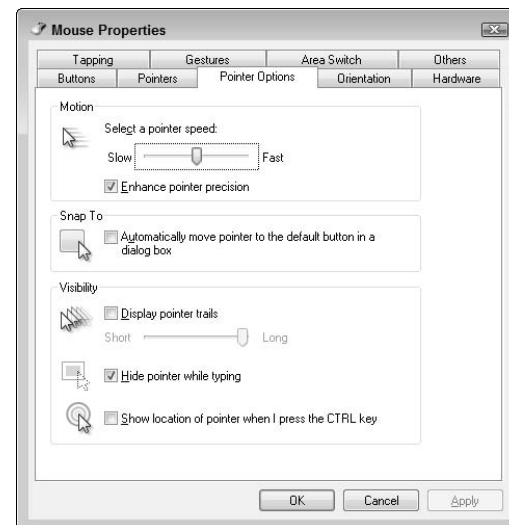 Mouse Properties
Tapping Gestures Area Switch Others
Buttons Pointers Pointer Options Orientation Hardware
Motion
Select a pointer speed:
Slow Fast
Enhance pointer precision
Snap To
Automatically move pointer to the default button in a
dialog box
Visibility
Display pointer trails
Short Long
Hide pointer while typing
Show location of pointer when I press the CTRL key
OK Cancel Apply